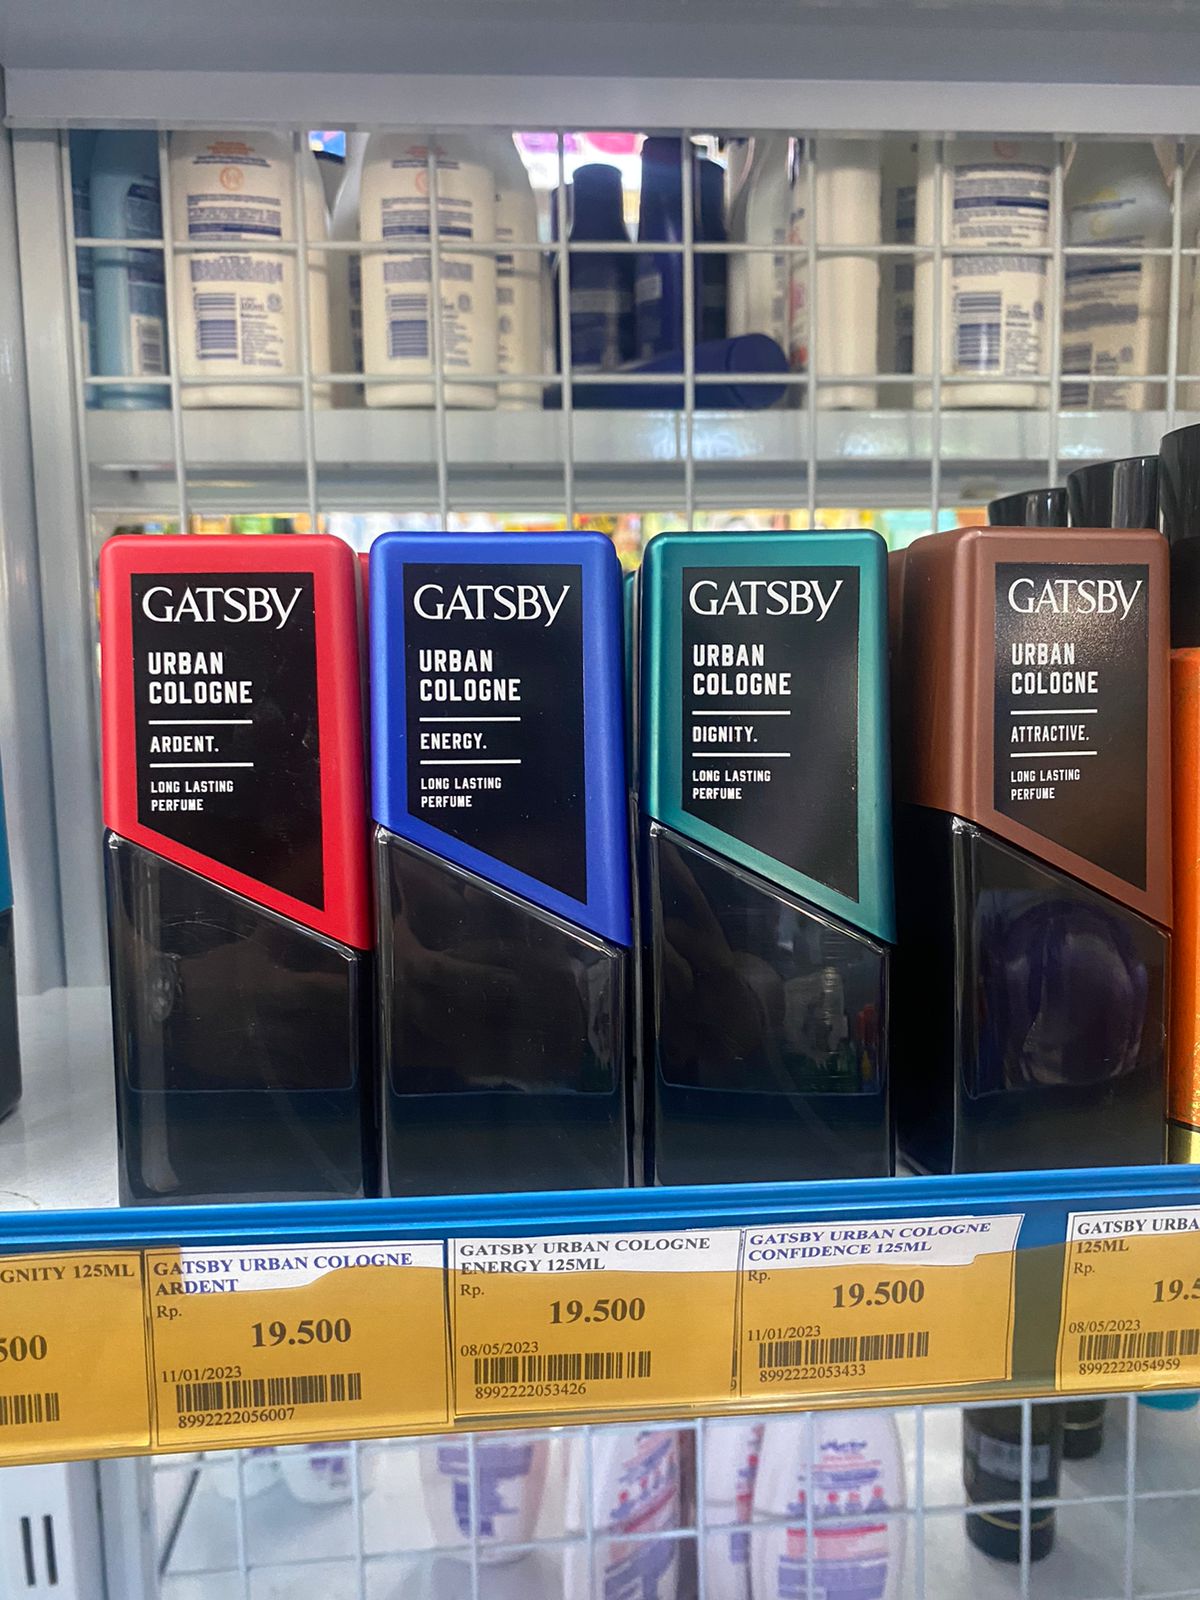 GATSBY
URBAN
COLOGNE
ARDENT.
LONG LASTING
PERFUME
GATSBY
URBAN
COLOGNE
ENERGY.
LONG LASTING
PERFUME
GATSBY
URBAN
COLOGNE
DIGNITY.
LONG LASTING
PERFUME
GATSBY
URBAN
COLOGNE
ATTRACTIVE.
LONG LASTING
PERFUME
GNITY 125ML
500
GATSBY URBAN COLOGNE
ARDENT
Rp.
19.500
11/01/2023
8992222056007
GATSBY URBAN COLOGNE
ENERGY 125ML
Rp.
19.500
08/05/2023
8992222053426
GATSBY URBAN COLOGNE
CONFIDENCE 125ML
Rp.
19.500
11/01/2023
8992222053433
GATSBY URBA
125ML
Rp.
19.5
08/05/2023
8992222054959